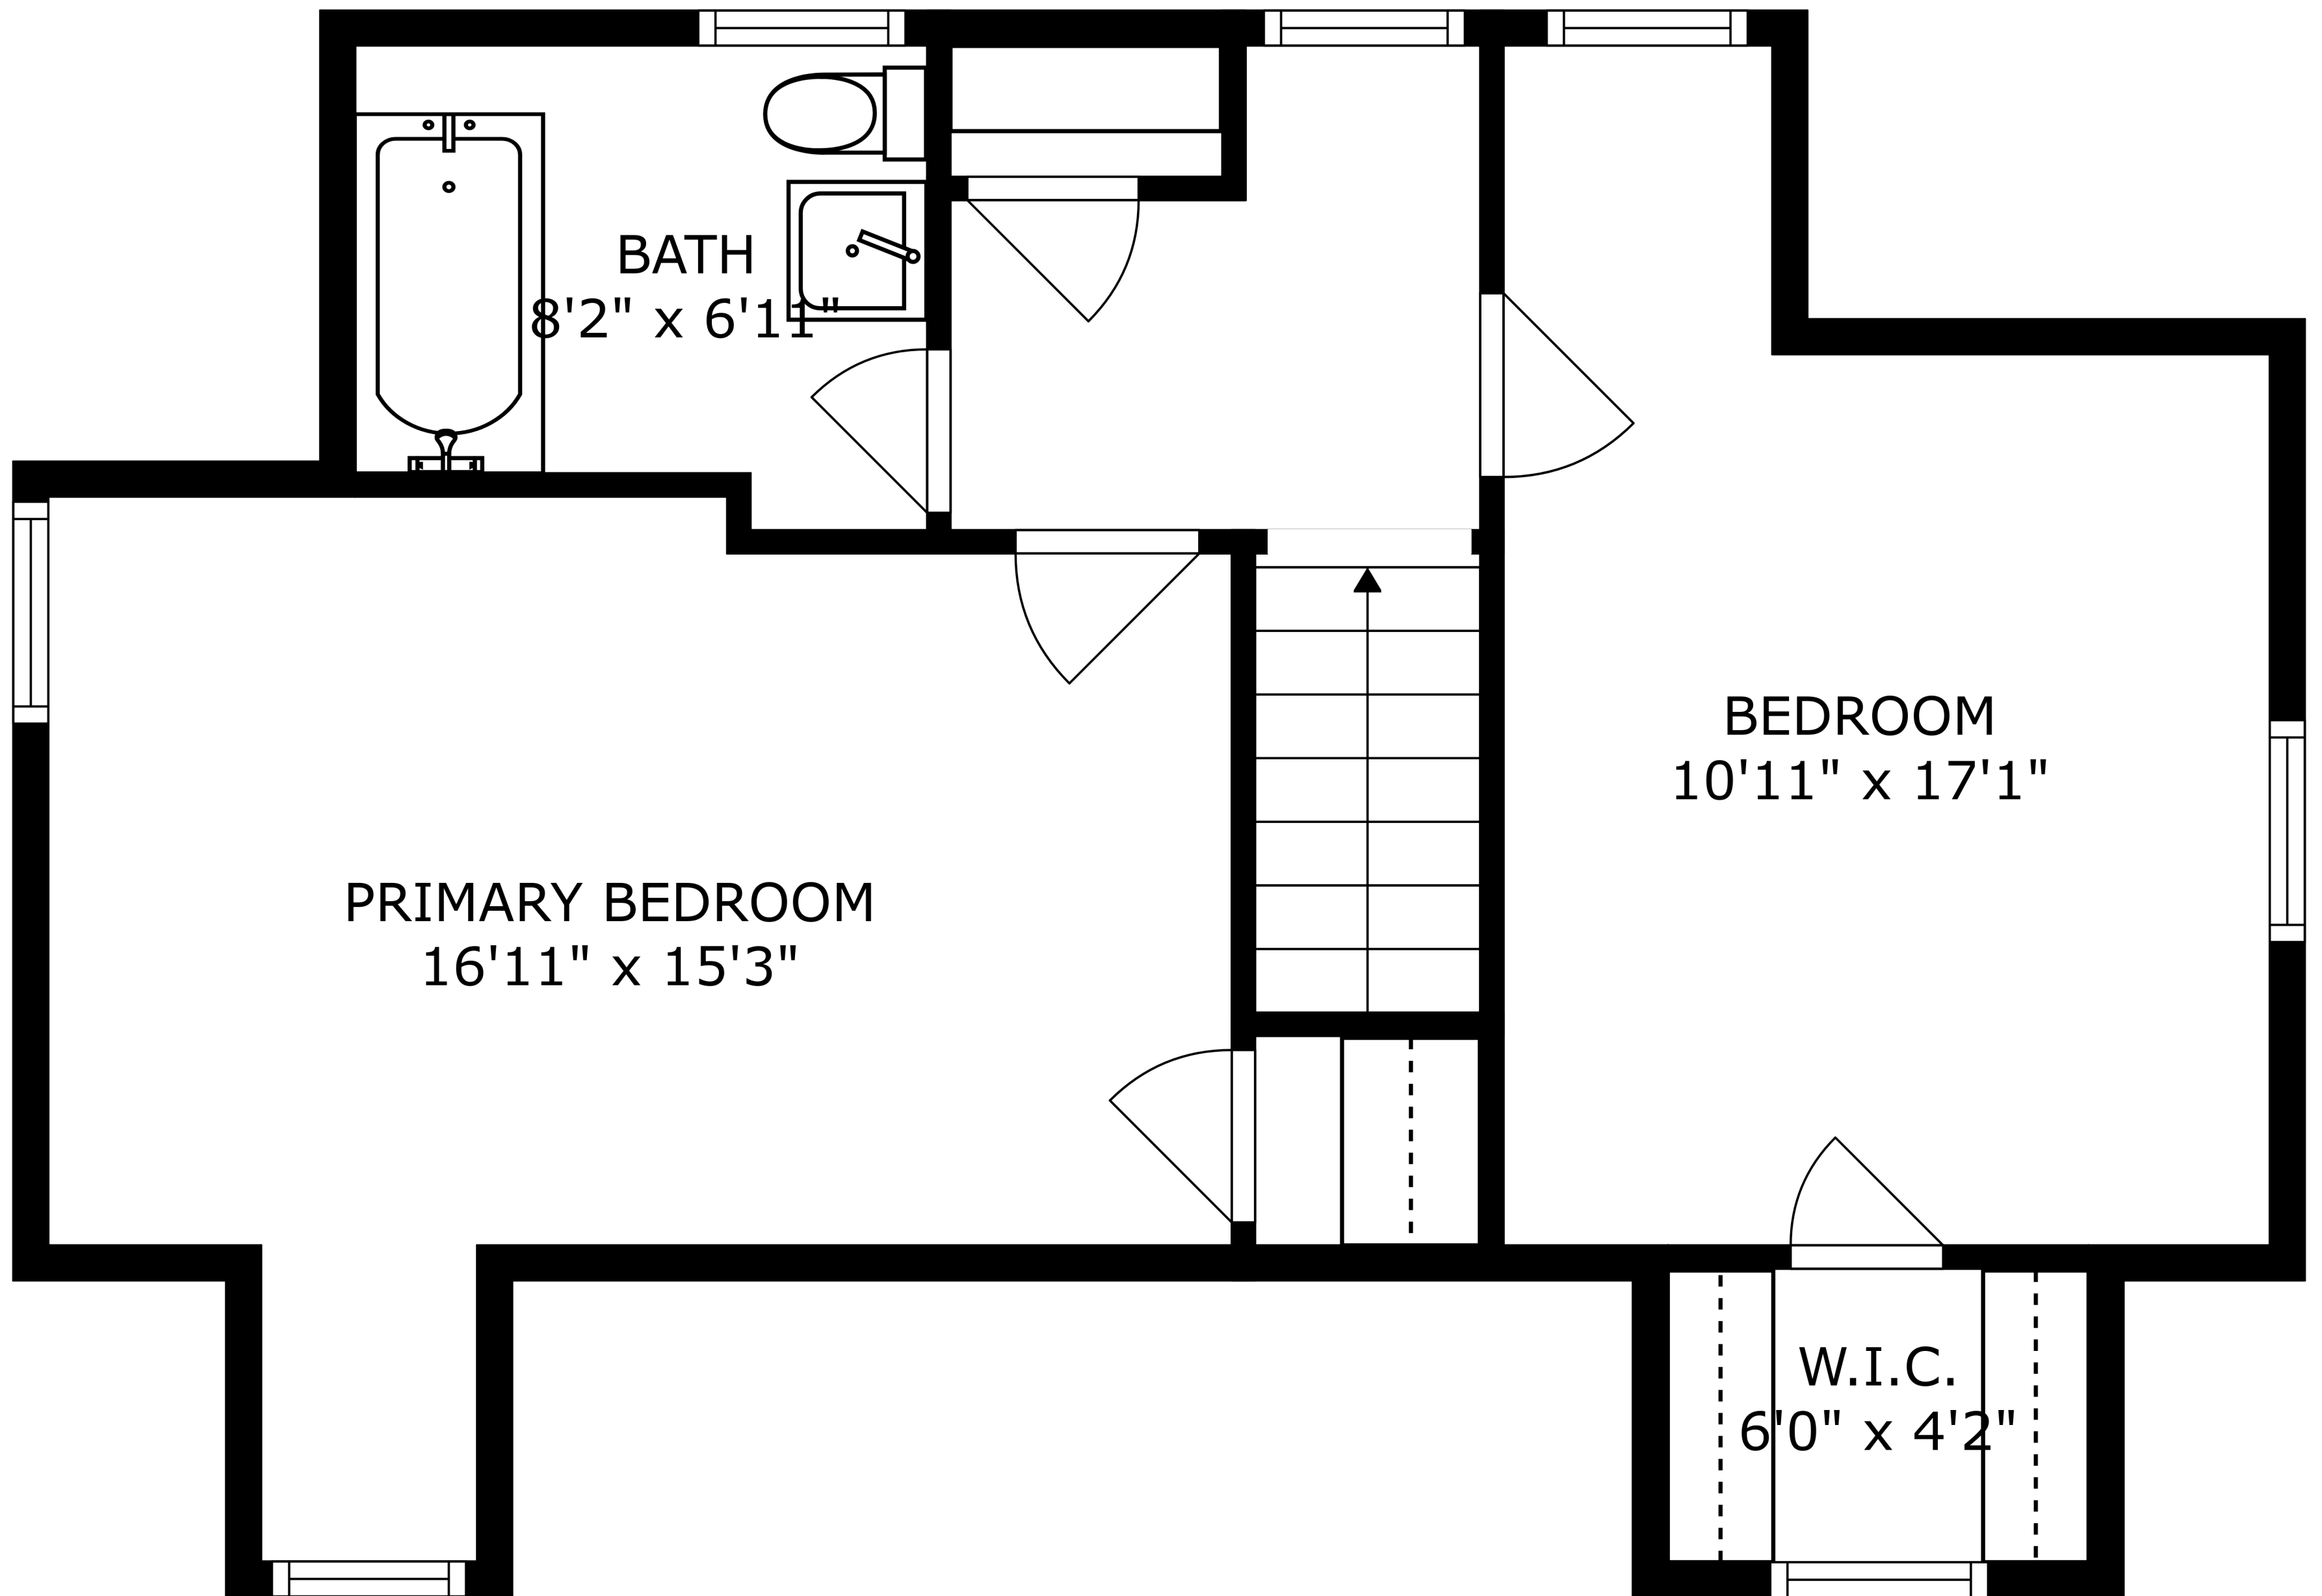 BATH
8'2" x 6'11"
BEDROOM
10'11" x 17'1"
PRIMARY BEDROOM
16'11" x 15'3"
W.I.C.
6'0" x 4'2"